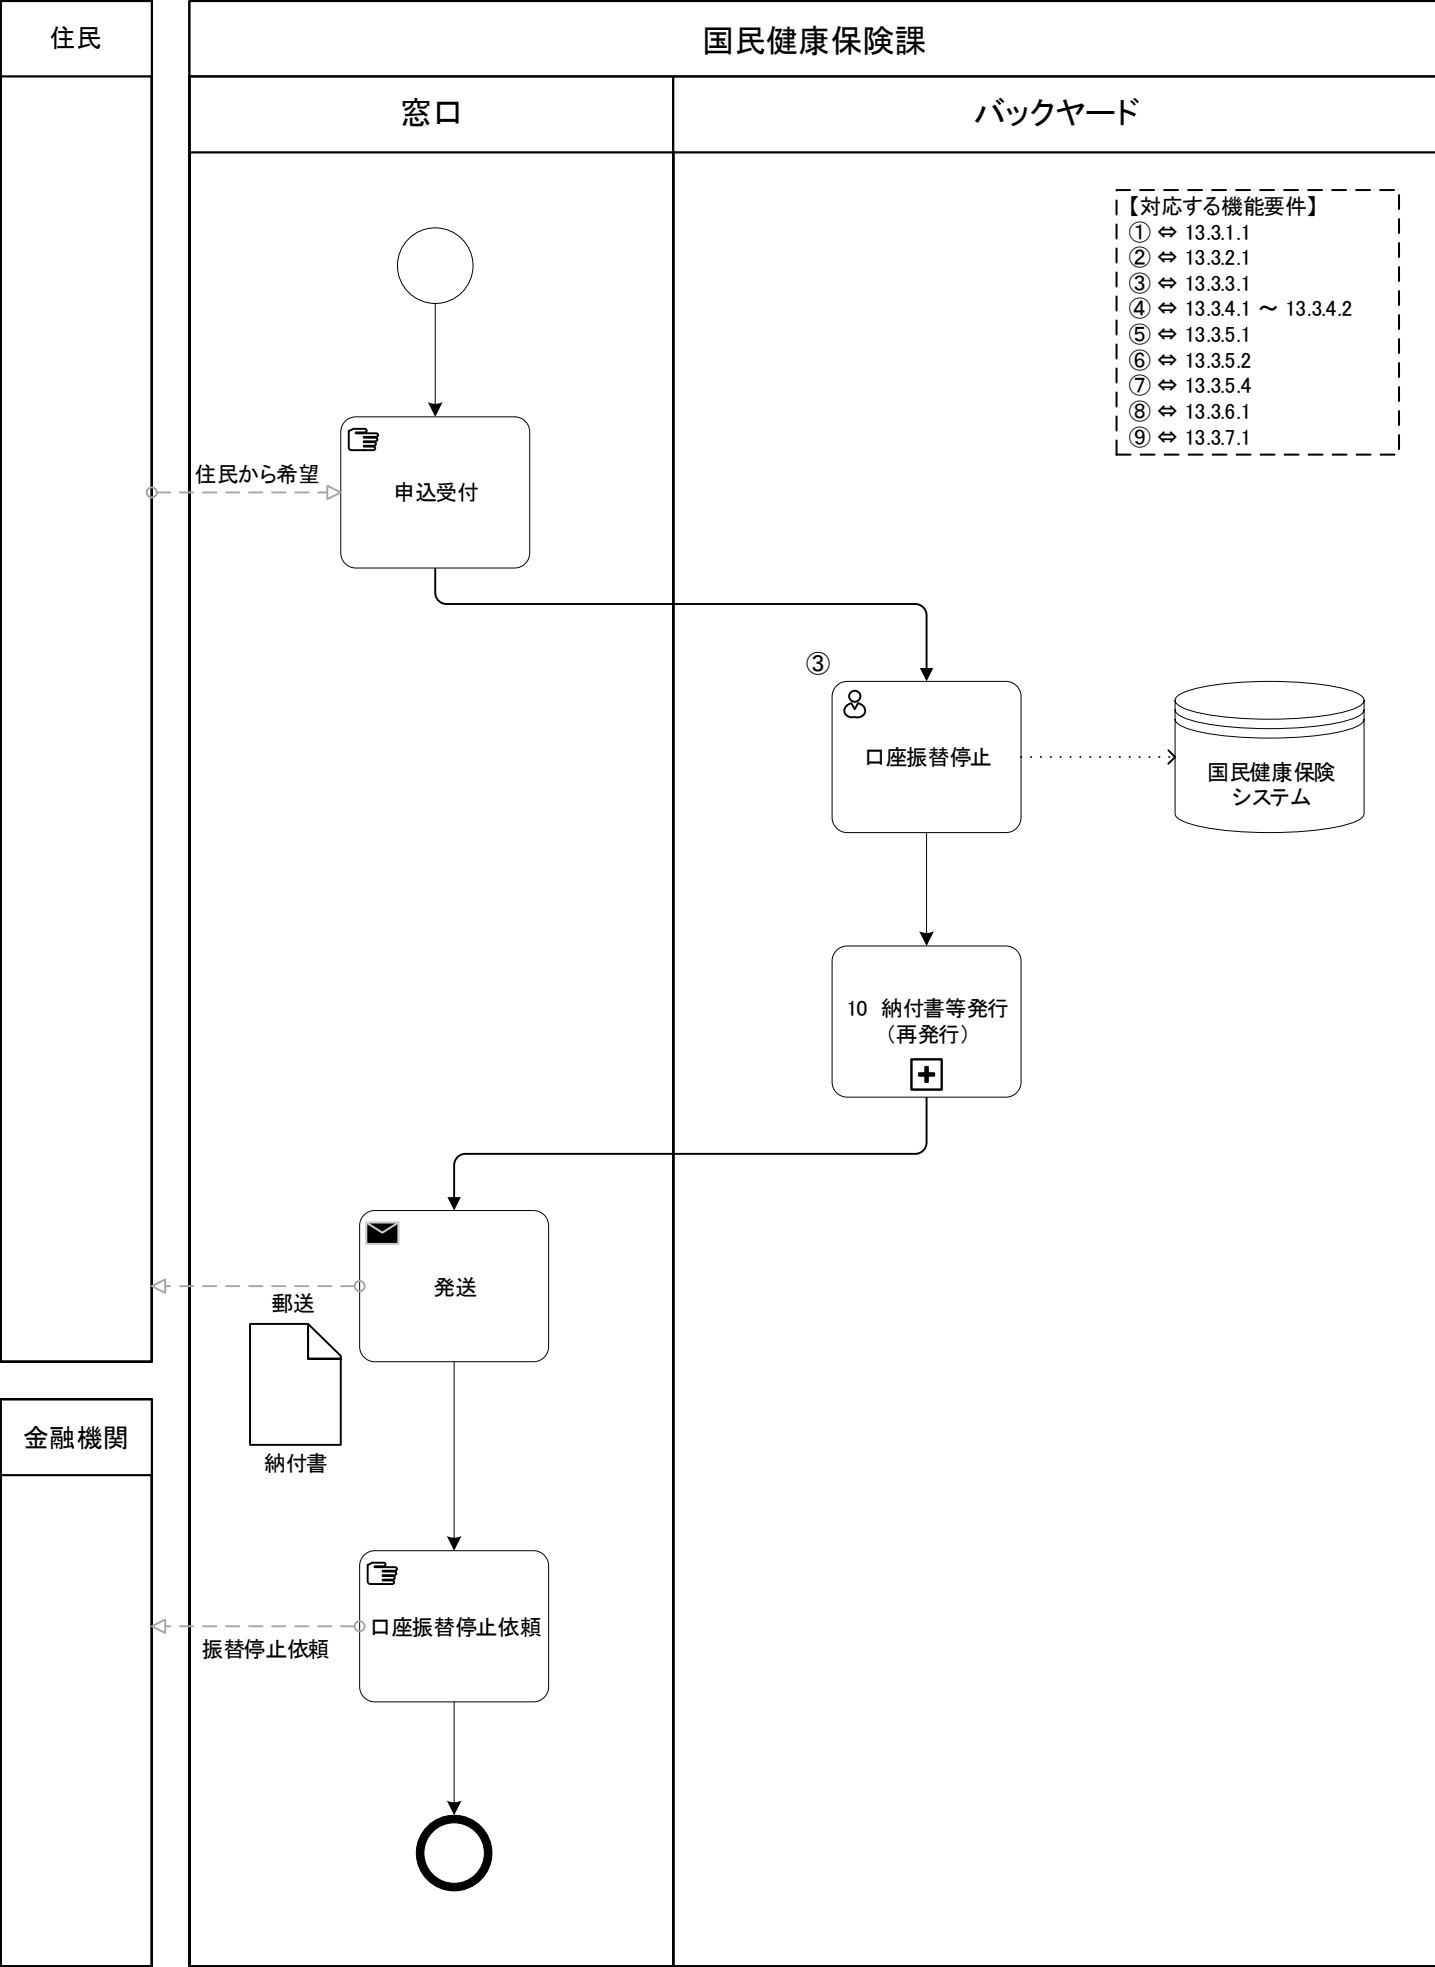 住民
国民健康保険課
窓口
バックヤード
【対応する機能要件】
① ⇔ 13.3.1.1
② ⇔ 13.3.2.1
③ ⇔ 13.3.3.1
④ ⇔ 13.3.4.1 ～ 13.3.4.2
⑤ ⇔ 13.3.5.1
⑥ ⇔ 13.3.5.2
⑦ ⇔ 13.3.5.4
⑧ ⇔ 13.3.6.1
⑨ ⇔ 13.3.7.1
住民から希望
申込受付
③
口座振替停止
国民健康保険
システム
10 納付書等発行
（再発行）
発送
郵送
納付書
金融機関
口座振替停止依頼
振替停止依頼